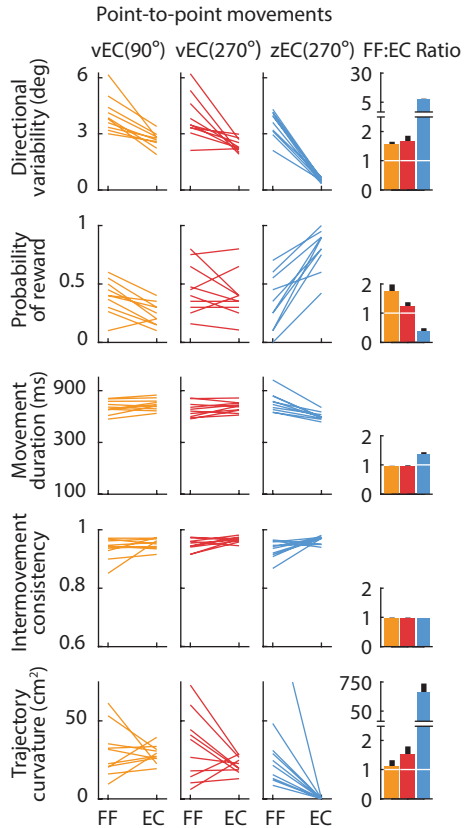 Point-to-point movements
vEC(90°) vEC(270°) zEC(270°) FF:EC Ratio
Directional
variability (deg)
6
3
0
30
5
2
1
0
Probability
of reward
1
0.5
0
2
1
0
Movement
duration (ms)
900
300
100
2
1
0
Intermovement
consistency
1
0.8
0.6
2
1
0
Trajectory
curvature (cm²)
50
0
750
50
2
1
0
FF EC FF EC FF EC